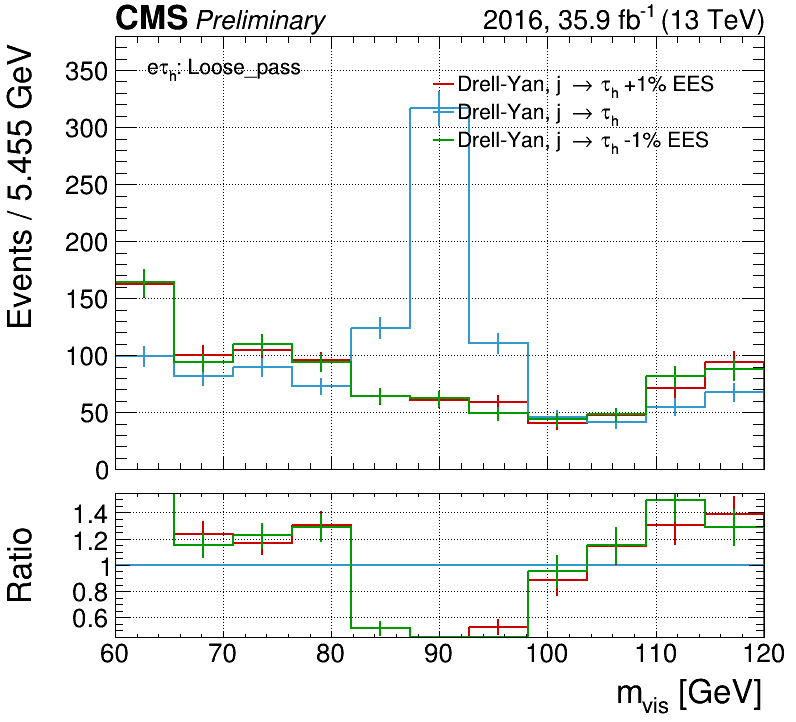 CMS Preliminary 2016, 35.9 fb⁻¹ (13 TeV)
eτₕ: Loose_pass
Drell-Yan, j → τₕ +1% EES
Drell-Yan, j → τₕ
Drell-Yan, j → τₕ -1% EES
Events / 5.455 GeV
350
300
250
200
150
100
50
0
Ratio
1.4
1.2
1
0.8
0.6
60 70 80 90 100 110 120
m_vis [GeV]